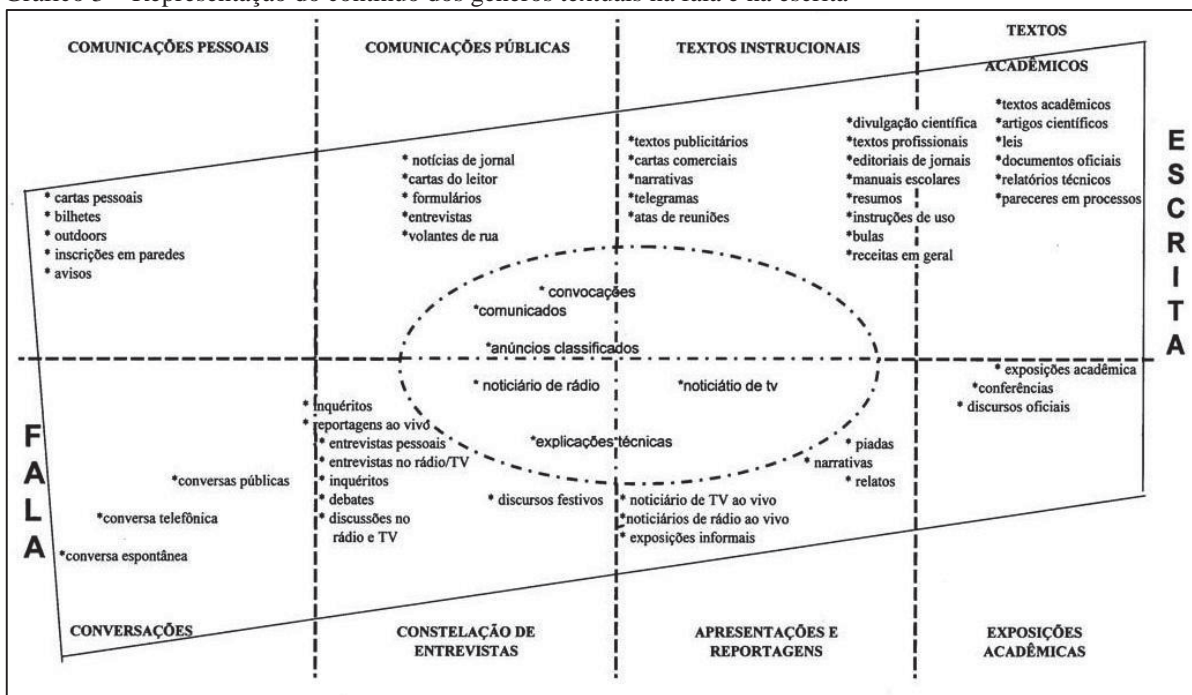 Gráfico 3 – Representação do contínuo dos gêneros textuais na fala e na escrita
COMUNICAÇÕES PESSOAIS
COMUNICAÇÕES PÚBLICAS
TEXTOS INSTRUCIONAIS
TEXTOS
ACADÊMICOS
* cartas pessoais
* bilhetes
* outdoors
* inscrições em paredes
* avisos
* notícias de jornal
*cartas do leitor
* formulários
*entrevistas
*volantes de rua
*textos publicitários
*cartas comerciais
*narrativas
*telegramas
*atas de reuniões
*divulgação científica
*textos profissionais
*editoriais de jornais
*manuais escolares
*resumos
*instruções de uso
*bulas
*receitas em geral
*textos acadêmicos
*artigos científicos
*leis
*documentos oficiais
*relatórios técnicos
*pareceres em processos
ESCRITA
* convocações
*comunicados
*anúncios classificados
*noticiário de rádio
*noticiátio de tv
*explicações técnicas
* exposições acadêmica
*conferências
* discursos oficiais
FALA
*conversas públicas
*conversa telefônica
*conversa espontânea
* inquéritos
* reportagens ao vivo
* entrevistas pessoais
* entrevistas no rádio/TV
* inquéritos
* debates
* discussões no
rádio e TV
* discursos festivos
* noticiário de TV ao vivo
*noticiários de rádio ao vivo
* exposições informais
* piadas
* narrativas
* relatos
CONVERSAÇÕES
CONSTELAÇÃO DE
ENTREVISTAS
APRESENTAÇÕES E
REPORTAGENS
EXPOSIÇÕES
ACADÊMICAS